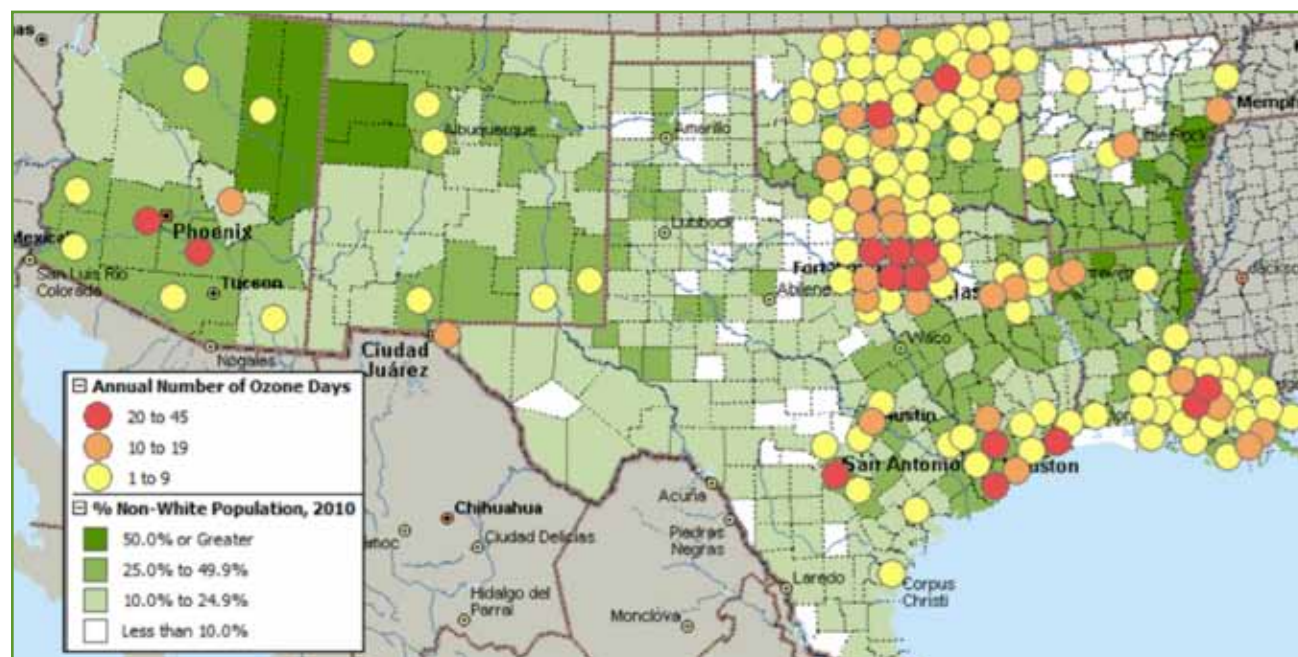 Memphis
Albuquerque
Amarillo
Phoenix
Lubbock
Mexical
San Luis Río
Colorado
Tucson
Abilene
Nogales
Waco
Ciudad
Juárez
Annual Number of Ozone Days
20 to 45
10 to 19
1 to 9
San Antonio
Acuña
% Non-White Population, 2010
Chihuahua
Piedras
Negras
50.0% or Greater
Ciudad Delicias
25.0% to 49.9%
Laredo
Corpus
Christi
10.0% to 24.9%
Hidalgo del
Parral
Monclova
Less than 10.0%